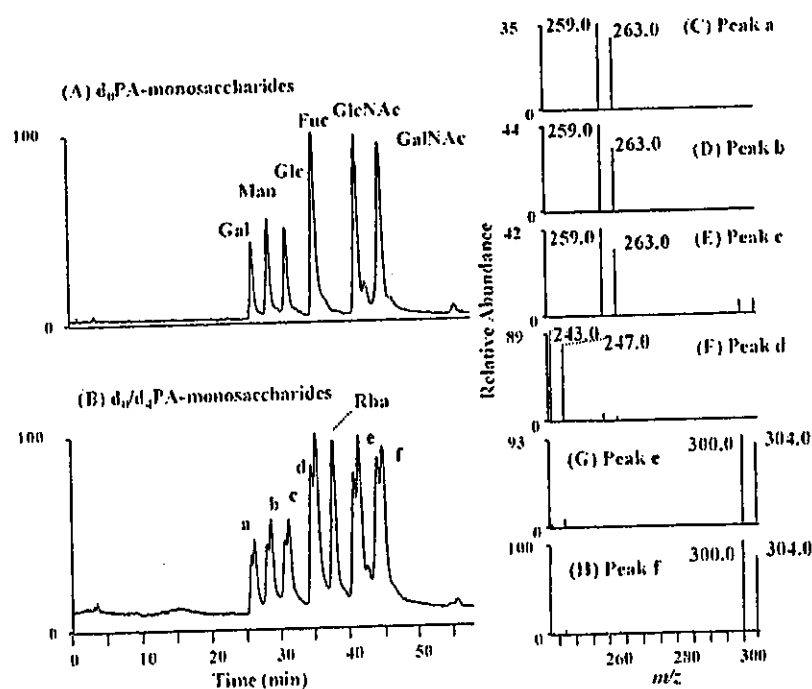 (A) d₀PA-monosaccharides
100
Gal
Man
Glc
Fuc
GlcNAc
GalNAc
0
(B) d₀/d₄PA-monosaccharides
100
a
b
c
d
Rha
e
f
0
0
10
20
30
40
50
Time (min)
Relative Abundance
35
259.0
263.0
(C) Peak a
0
44
259.0
263.0
(D) Peak b
0
42
259.0
263.0
(E) Peak c
0
89
243.0
247.0
(F) Peak d
0
93
300.0
304.0
(G) Peak e
0
100
300.0
304.0
(H) Peak f
0
260
280
300
m/z